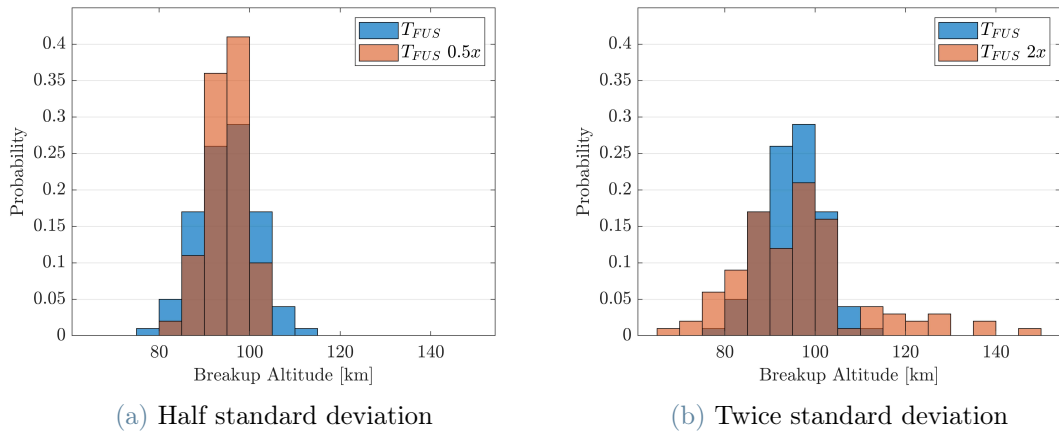 T_FUS
T_FUS 0.5x
0.4
0.35
0.3
0.25
0.2
0.15
0.1
0.05
0
Probability
80 100 120 140
Breakup Altitude [km]
(a) Half standard deviation
T_FUS
T_FUS 2x
0.4
0.35
0.3
0.25
0.2
0.15
0.1
0.05
0
Probability
80 100 120 140
Breakup Altitude [km]
(b) Twice standard deviation